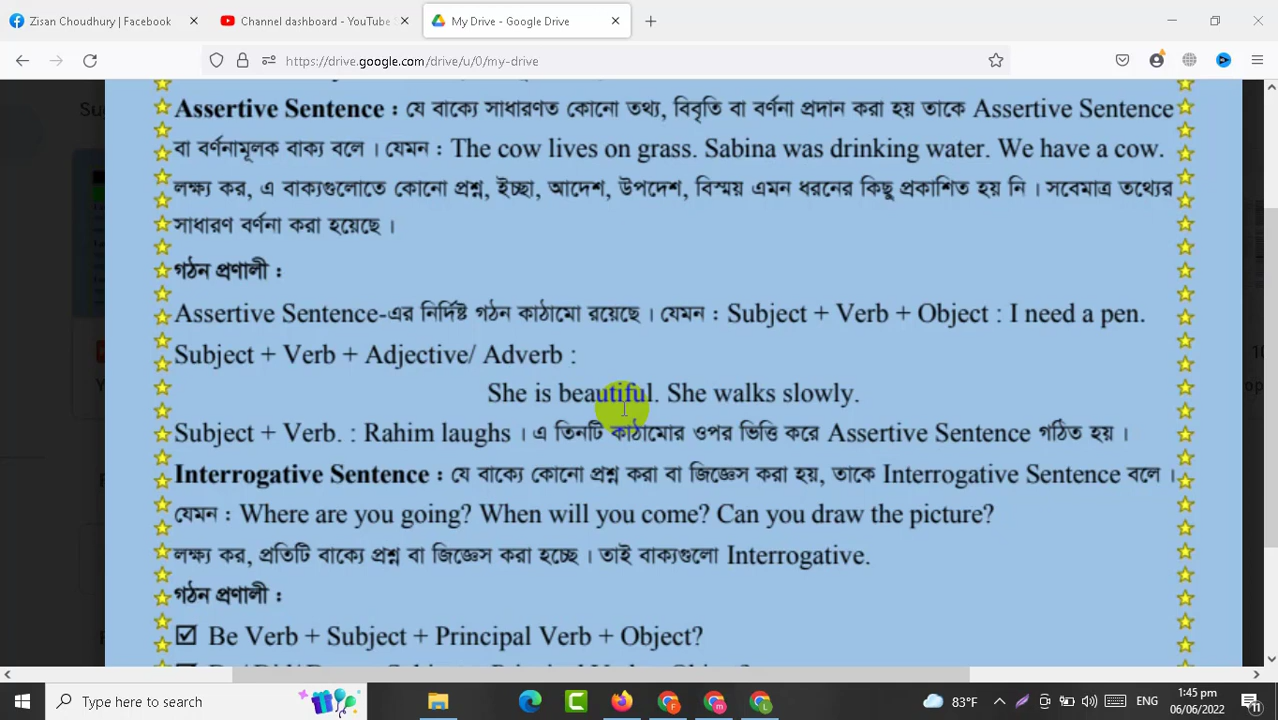 Zisan Choudhury | Facebook
Channel dashboard - YouTube S
My Drive - Google Drive
https://drive.google.com/drive/u/0/my-drive
Assertive Sentence : যে বাক্যে সাধারণত কোনো তথ্য, বিবৃতি বা বর্ণনা প্রদান করা হয় তাকে Assertive Sentence
বা বর্ণনামূলক বাক্য বলে । যেমন : The cow lives on grass. Sabina was drinking water. We have a cow.
লক্ষ্য কর, এ বাক্যগুলোতে কোনো প্রশ্ন, ইচ্ছা, আদেশ, উপদেশ, বিস্ময় এমন ধরনের কিছু প্রকাশিত হয় নি । সবেমাত্র তথ্যের
সাধারণ বর্ণনা করা হয়েছে ।
গঠন প্রণালী :
Assertive Sentence-এর নির্দিষ্ট গঠন কাঠামো রয়েছে । যেমন : Subject + Verb + Object : I need a pen.
Subject + Verb + Adjective/ Adverb :
She is beautiful. She walks slowly.
Subject + Verb. : Rahim laughs । এ তিনটি কাঠামোর ওপর ভিত্তি করে Assertive Sentence গঠিত হয় ।
Interrogative Sentence : যে বাক্যে কোনো প্রশ্ন করা বা জিজ্ঞেস করা হয়, তাকে Interrogative Sentence বলে ।
যেমন : Where are you going? When will you come? Can you draw the picture?
লক্ষ্য কর, প্রতিটি বাক্যে প্রশ্ন বা জিজ্ঞেস করা হচ্ছে । তাই বাক্যগুলো Interrogative.
গঠন প্রণালী :
Be Verb + Subject + Principal Verb + Object?
Type here to search
83°F
ENG
1:45 pm
06/06/2022
11